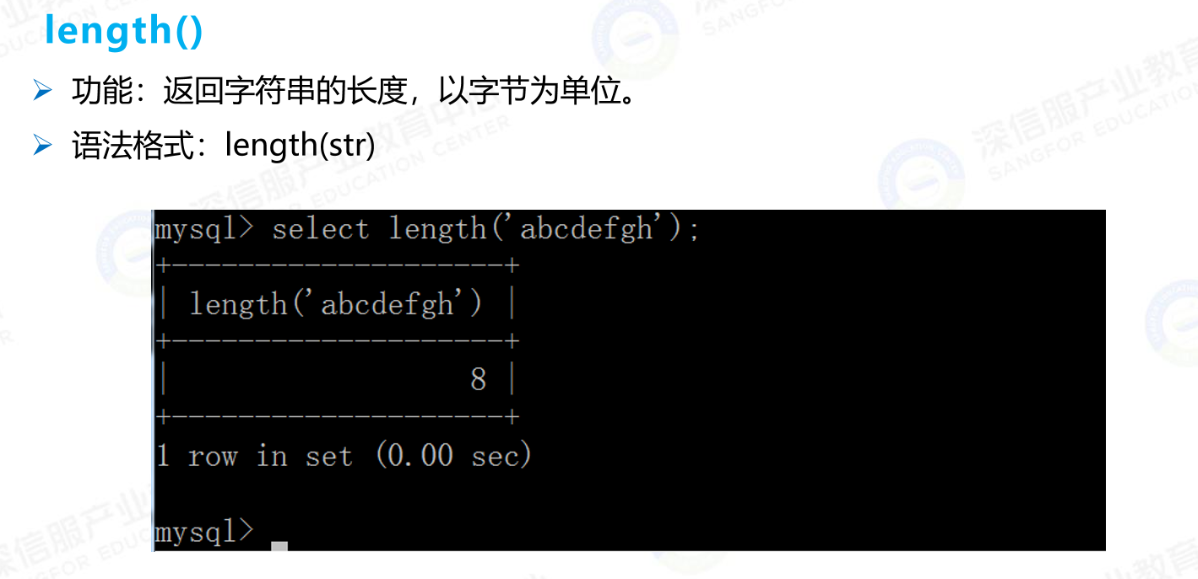 length()
功能：返回字符串的长度，以字节为单位。
语法格式：length(str)
mysql> select length('abcdefgh');
+--------------------+
| length('abcdefgh') |
+--------------------+
|                  8 |
+--------------------+
1 row in set (0.00 sec)
mysql>
深信服产业教育中心
SANGFOR EDUCATION CENTER